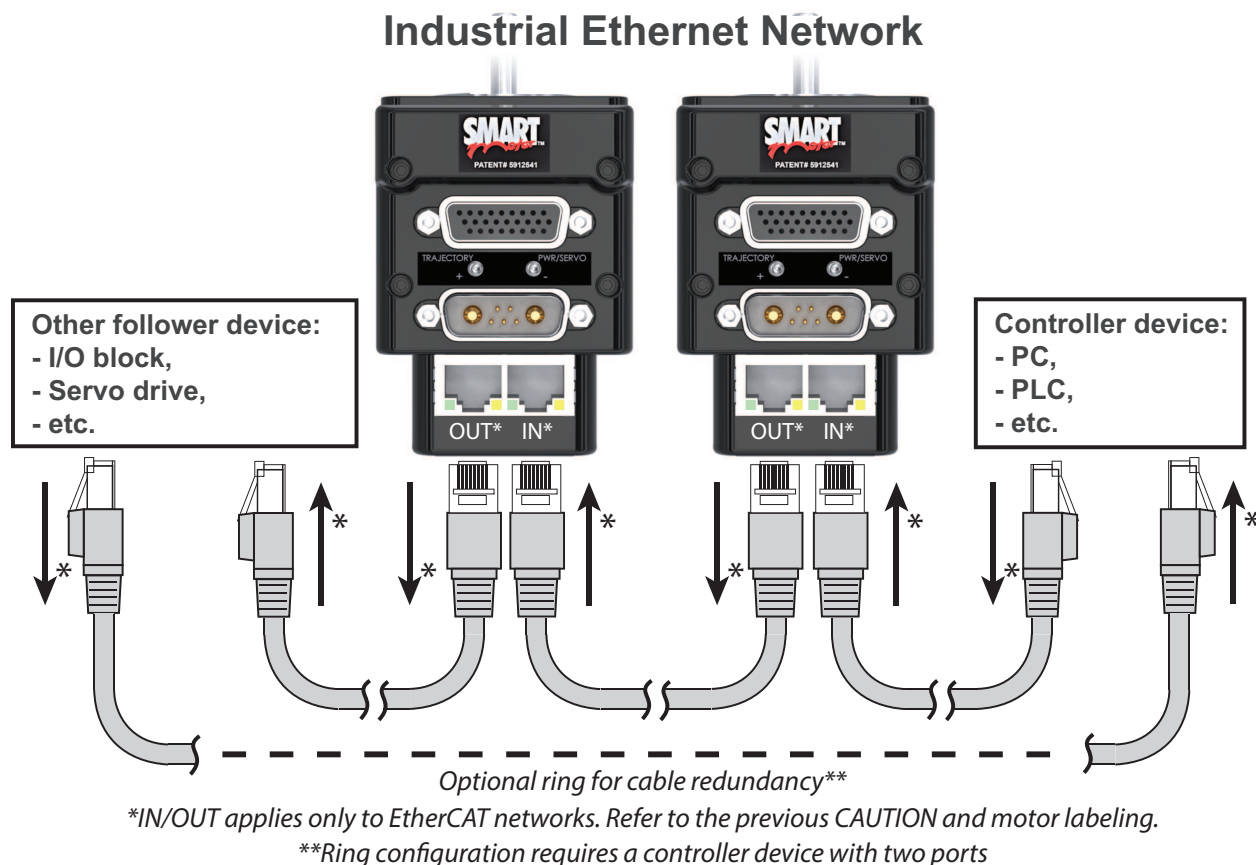 Industrial Ethernet Network
SMART
motor™
PATENT# 5912541
TRAJECTORY
PWR/SERVO
+
-
SMART
motor™
PATENT# 5912541
TRAJECTORY
PWR/SERVO
+
-
Other follower device:
- I/O block,
- Servo drive,
- etc.
Controller device:
- PC,
- PLC,
- etc.
OUT* IN*
OUT* IN*
*
*
*
*
*
*
*
*
Optional ring for cable redundancy**
*IN/OUT applies only to EtherCAT networks. Refer to the previous CAUTION and motor labeling.
**Ring configuration requires a controller device with two ports